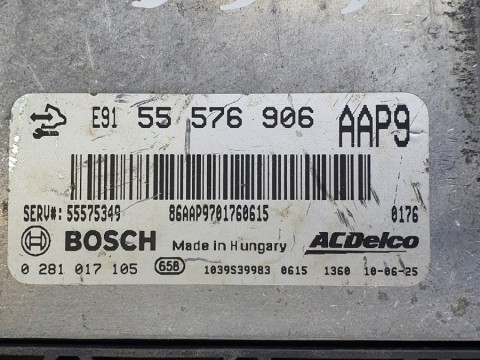 E91 55 576 906 AAP9
SERV#: 55575349 86AAP9701760615 0176
BOSCH Made in Hungary ACDelco
0 281 017 105 658 1039S39983 0615 1360 10-06-25